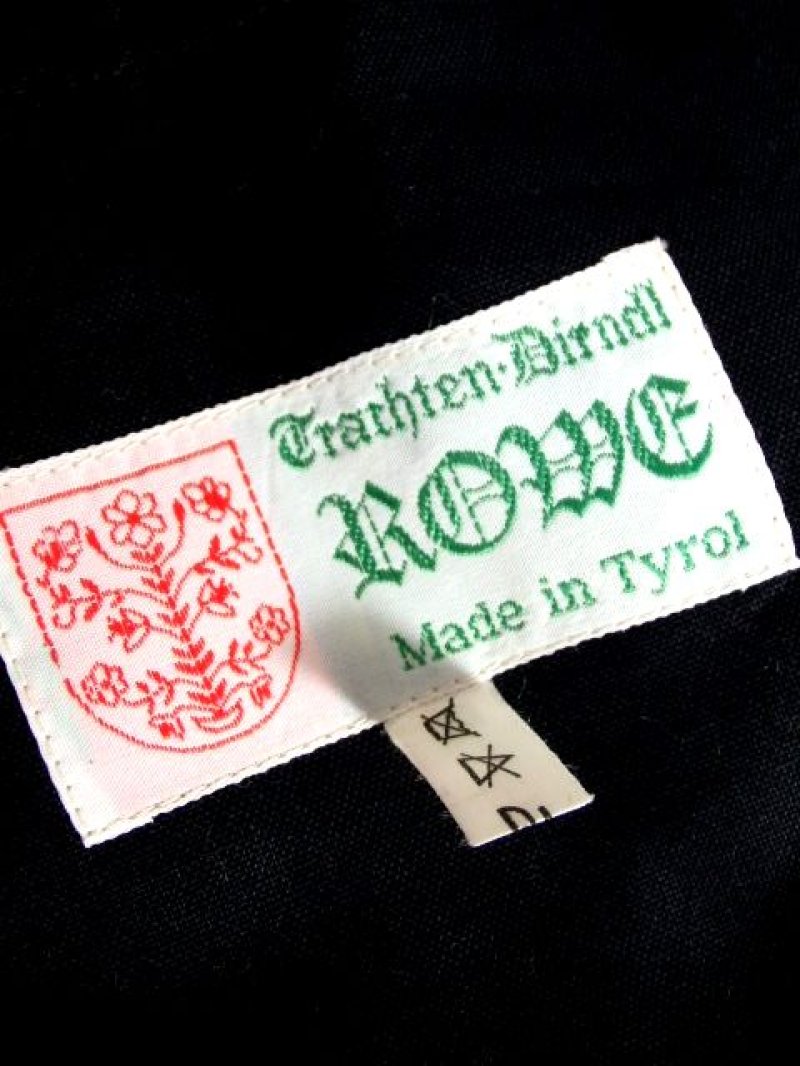 Trachten-Dirndl
ROWE
Made in Tyrol